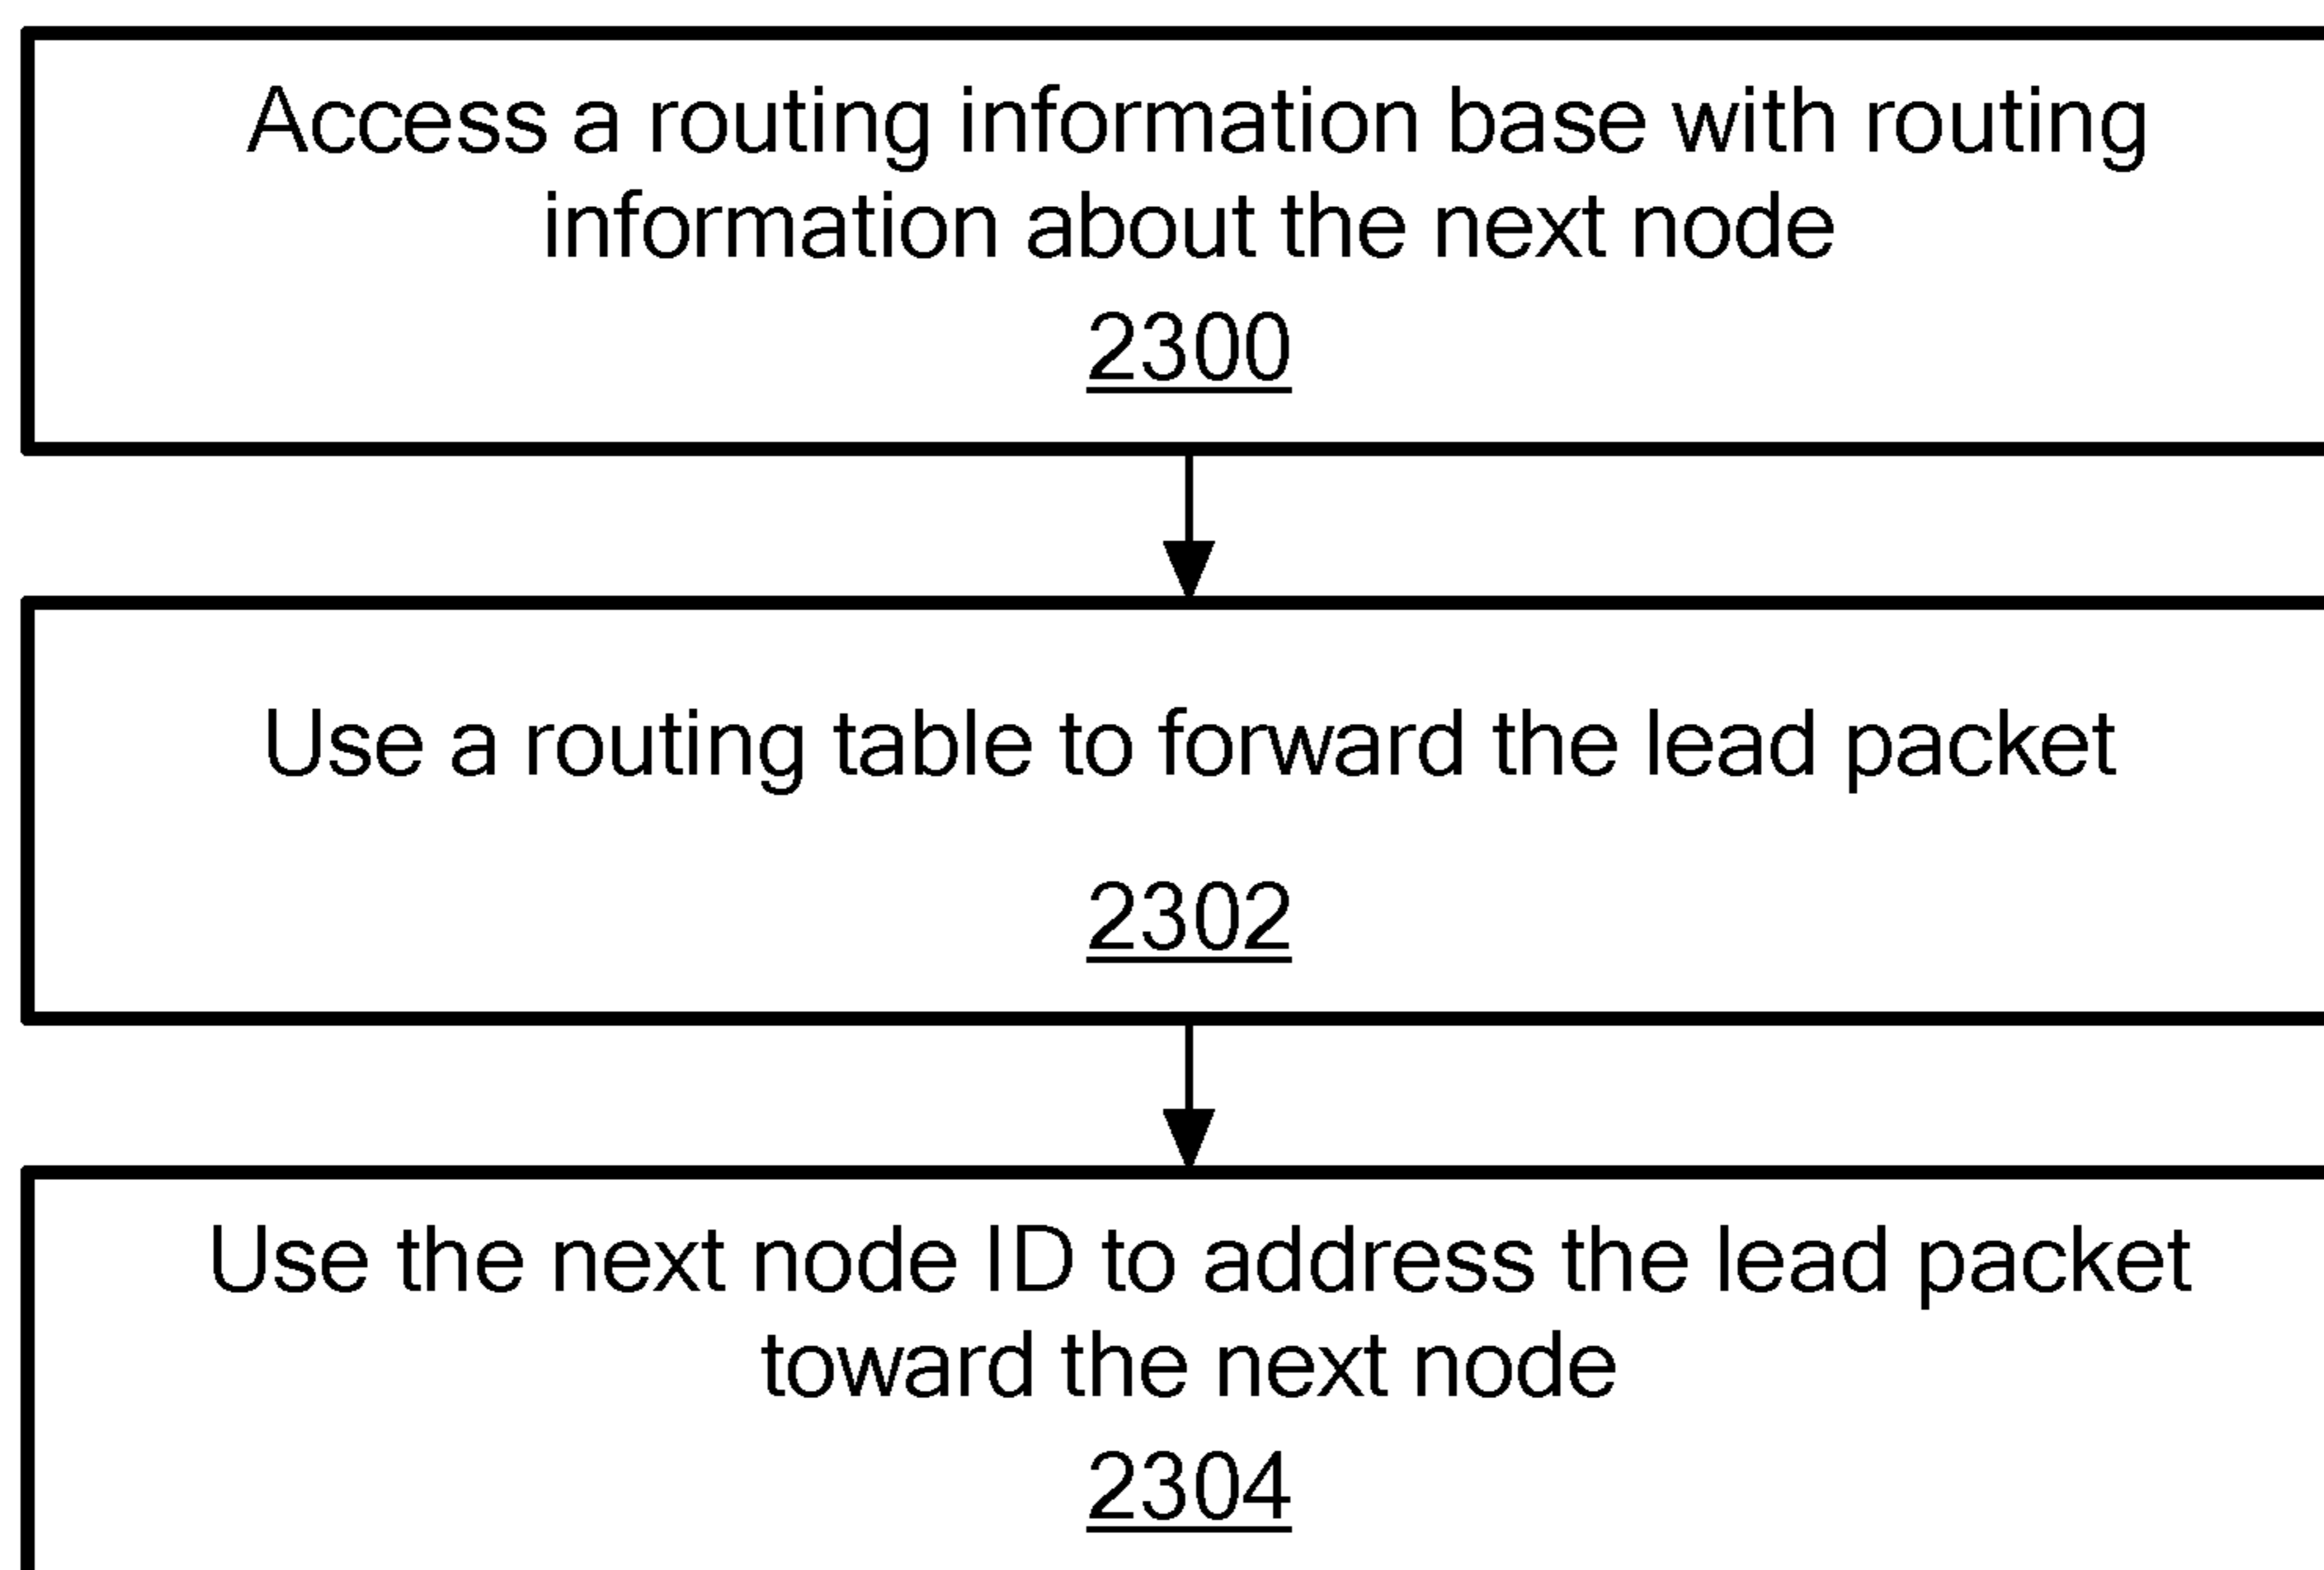 Access a routing information base with routing
information about the next node
2300
Use a routing table to forward the lead packet
2302
Use the next node ID to address the lead packet
toward the next node
2304